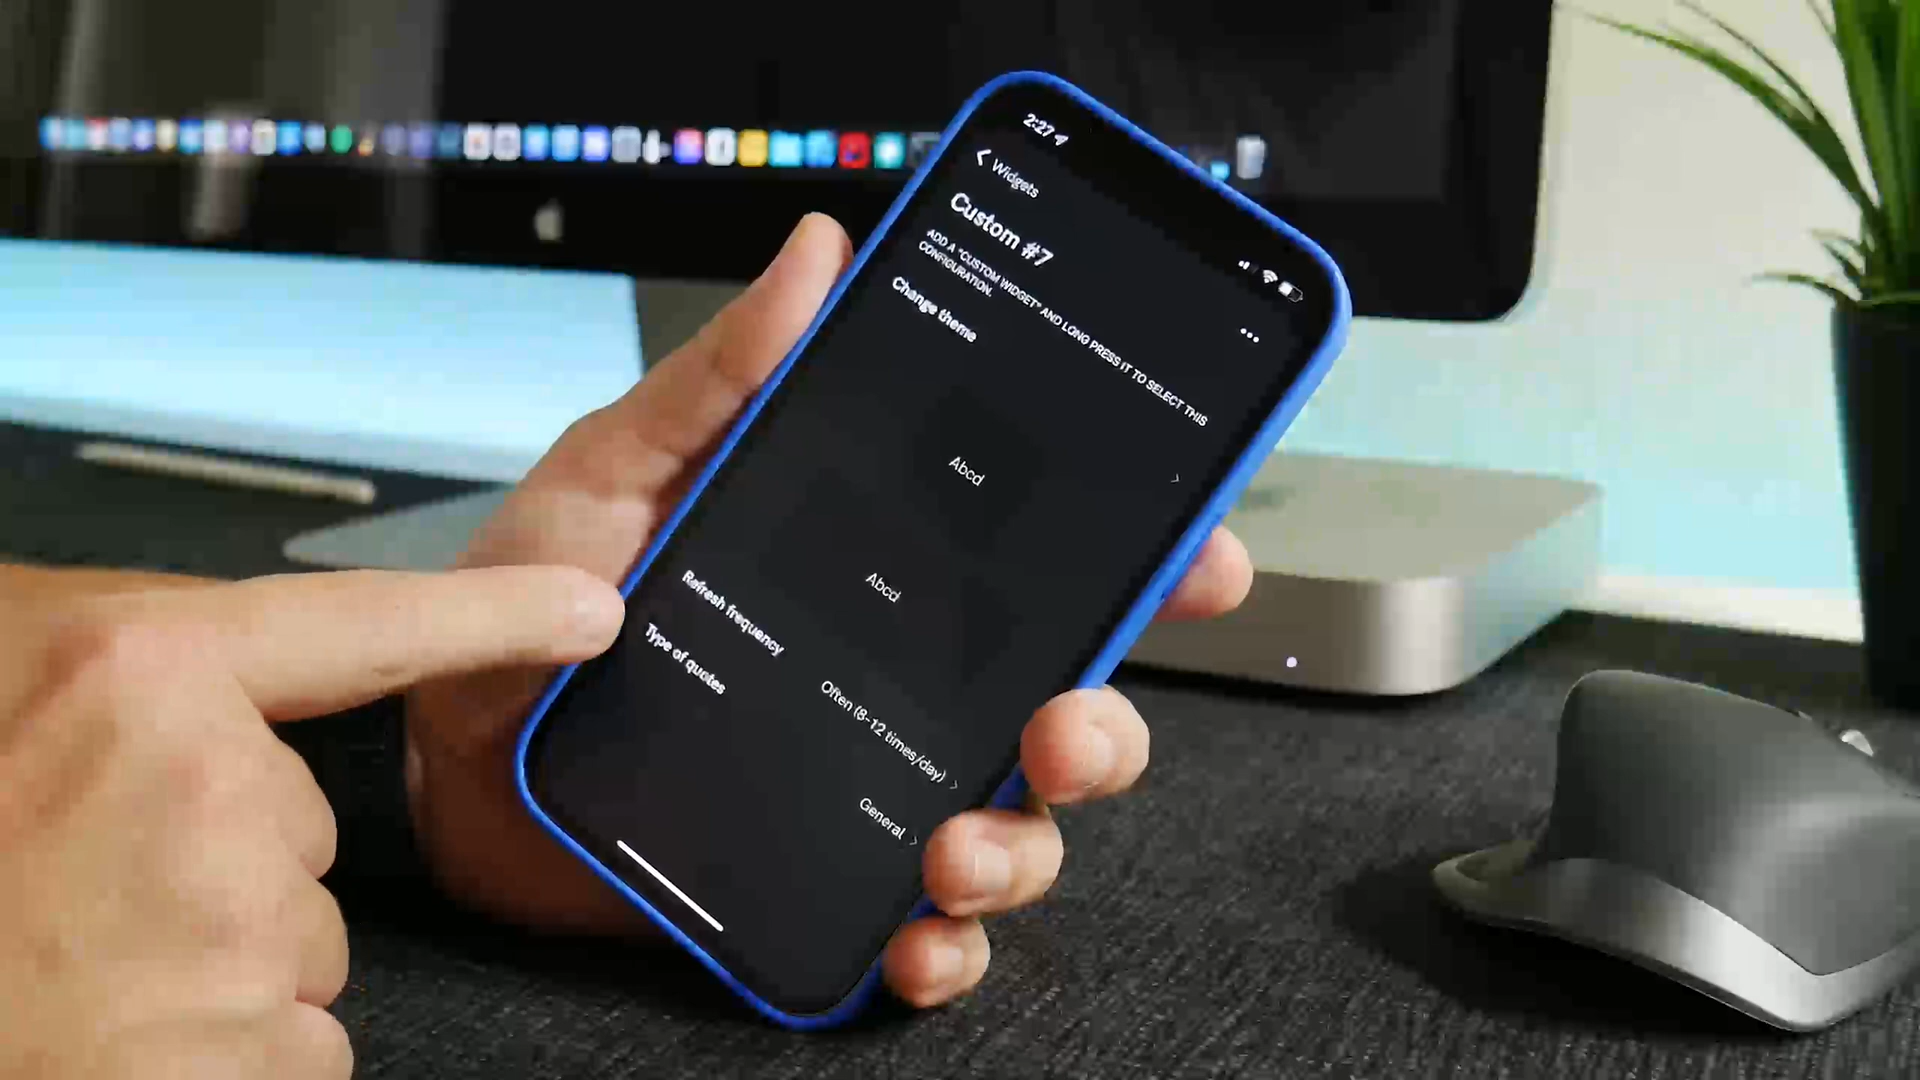 2:27
Widgets
Custom #7
ADD A "CUSTOM WIDGET" AND LONG PRESS IT TO SELECT THIS
CONFIGURATION.
Change theme
Abcd
Abcd
Refresh frequency
Often (8-12 times/day)
Type of quotes
General